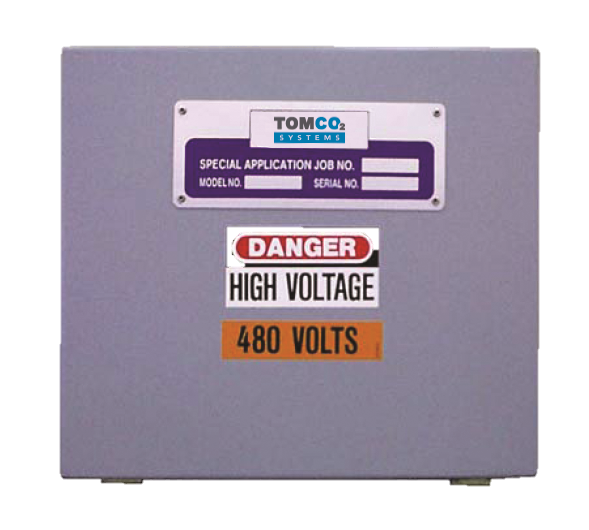 TOMCO₂
SYSTEMS
SPECIAL APPLICATION JOB NO.
MODEL NO. SERIAL NO.
DANGER
HIGH VOLTAGE
480 VOLTS